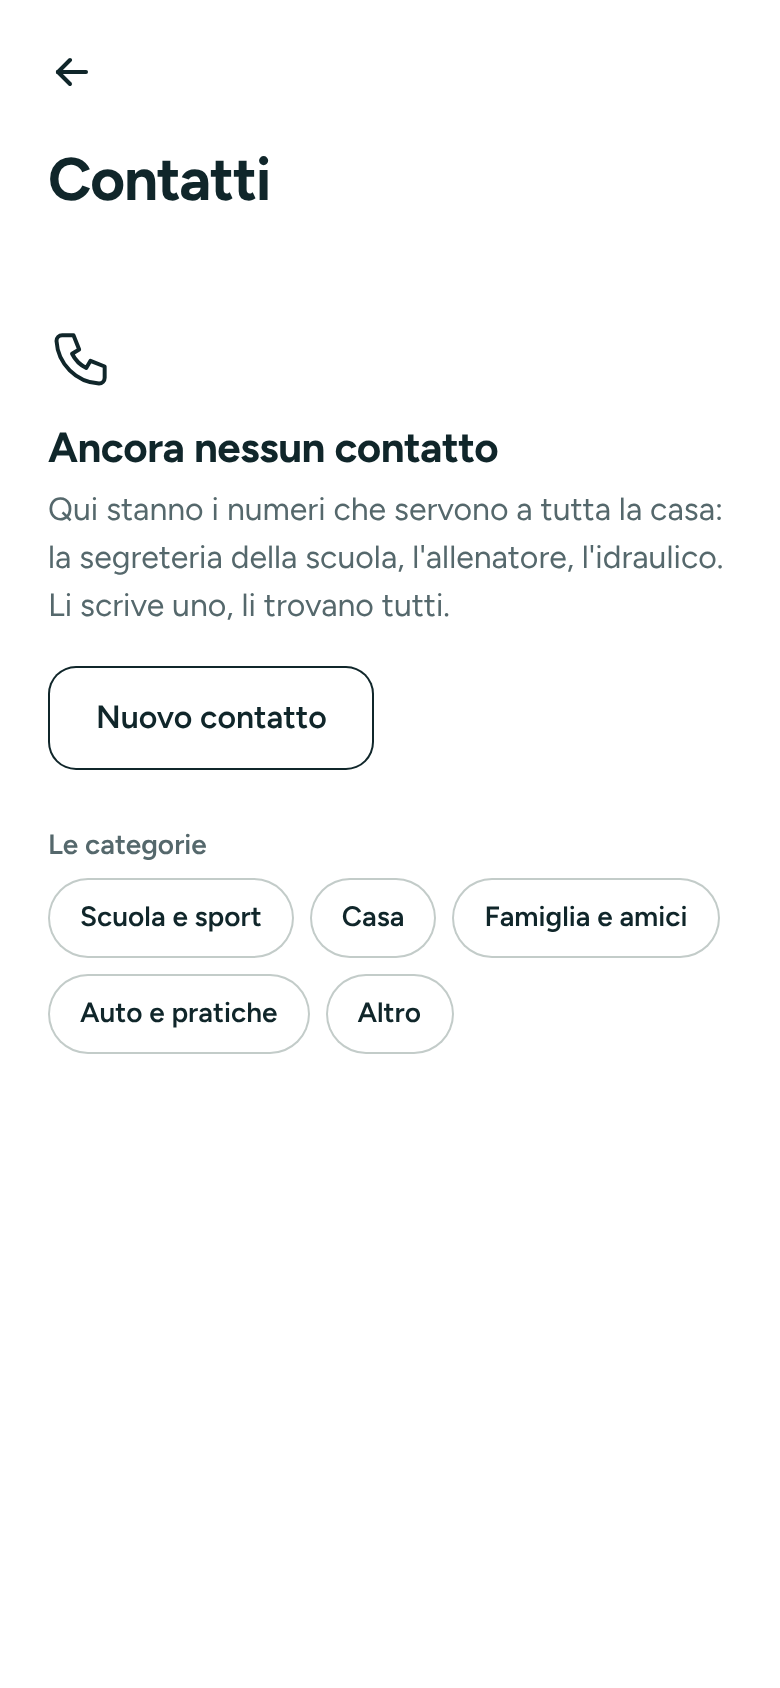 Contatti
Ancora nessun contatto
Qui stanno i numeri che servono a tutta la casa:
la segreteria della scuola, l'allenatore, l'idraulico.
Li scrive uno, li trovano tutti.
Nuovo contatto
Le categorie
Scuola e sport
Casa
Famiglia e amici
Auto e pratiche
Altro